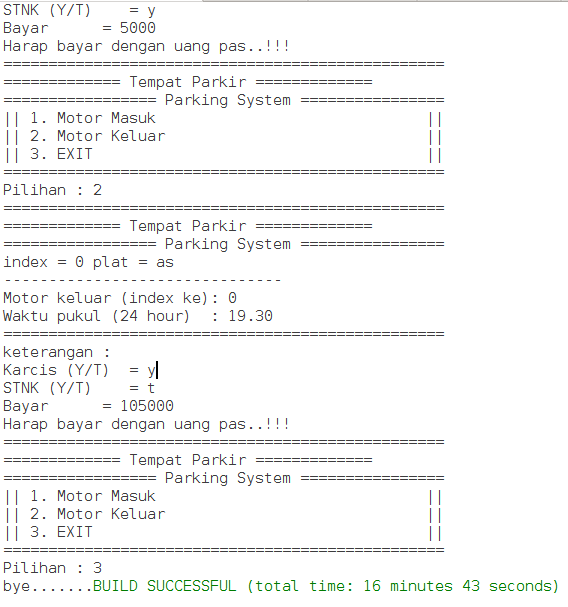 STNK (Y/T)    = y
Bayar      = 5000
Harap bayar dengan uang pas..!!!
=================================================
============= Tempat Parkir =============
================= Parking System ================
|| 1. Motor Masuk                              ||
|| 2. Motor Keluar                             ||
|| 3. EXIT                                     ||
=================================================
Pilihan : 2
=================================================
============= Tempat Parkir =============
================= Parking System ================
index = 0 plat = as
-------------------------------
Motor keluar (index ke): 0
Waktu pukul (24 hour)  : 19.30
=================================================
keterangan :
Karcis (Y/T)  = y
STNK (Y/T)    = t
Bayar      = 105000
Harap bayar dengan uang pas..!!!
=================================================
============= Tempat Parkir =============
================= Parking System ================
|| 1. Motor Masuk                              ||
|| 2. Motor Keluar                             ||
|| 3. EXIT                                     ||
=================================================
Pilihan : 3
bye.......BUILD SUCCESSFUL (total time: 16 minutes 43 seconds)